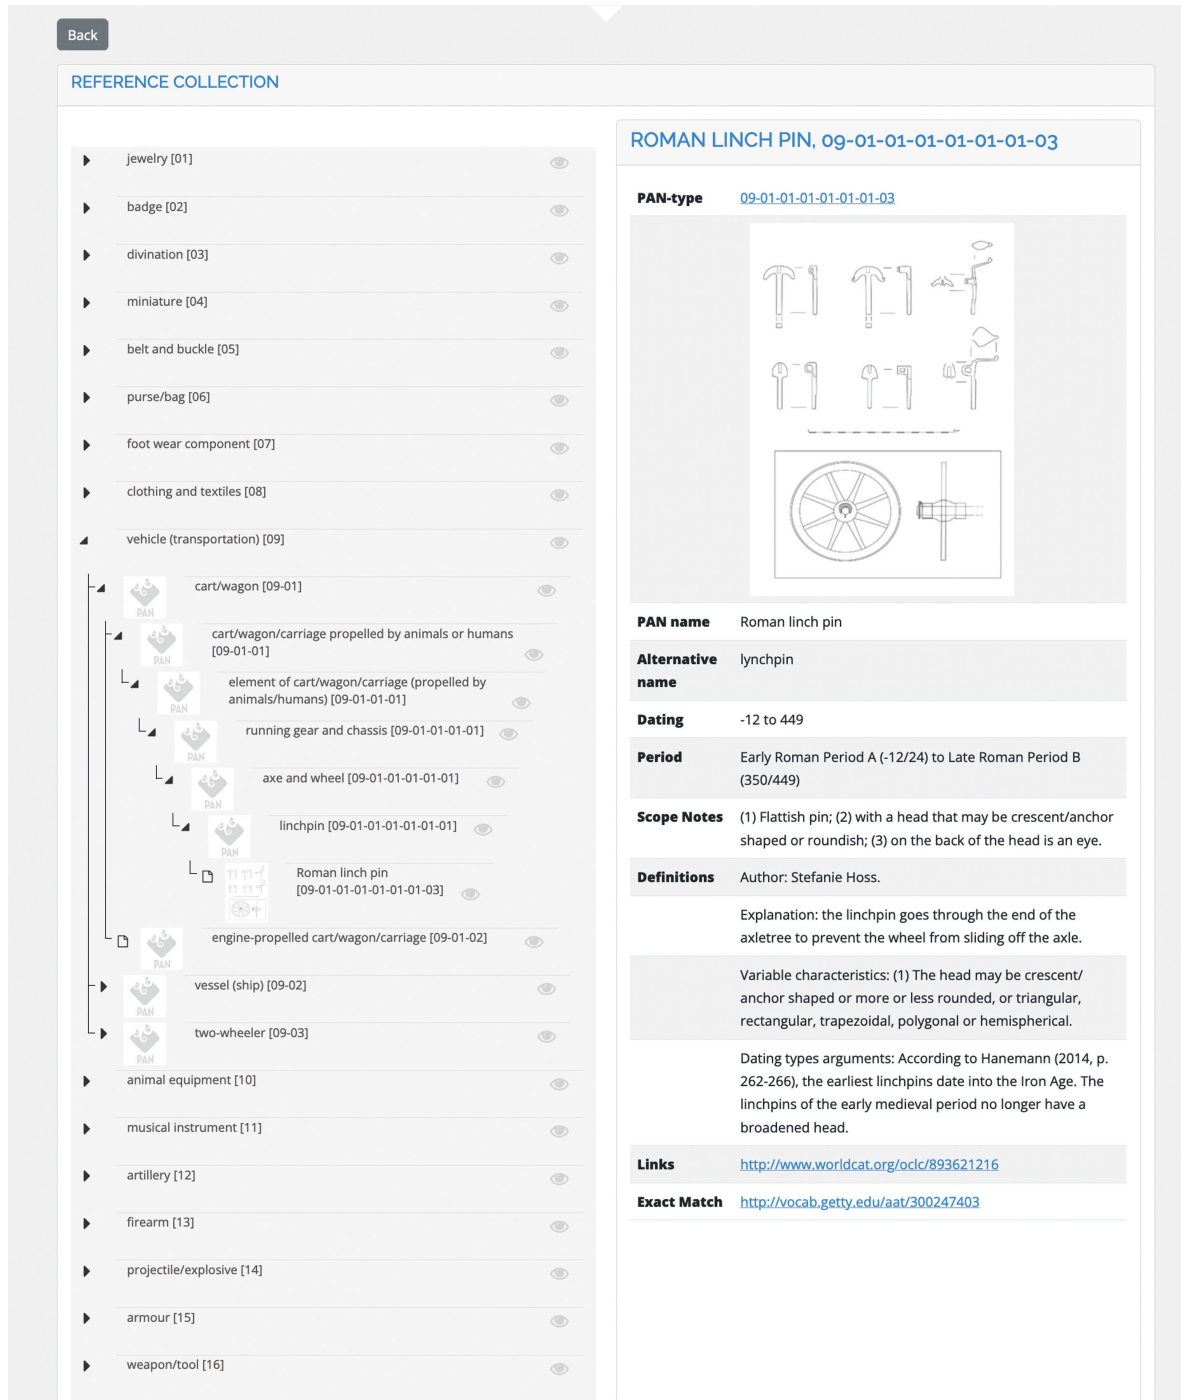 Back
REFERENCE COLLECTION
jewelry [01]
badge [02]
divination [03]
miniature [04]
belt and buckle [05]
purse/bag [06]
foot wear component [07]
clothing and textiles [08]
vehicle (transportation) [09]
cart/wagon [09-01]
PAN
cart/wagon/carriage propelled by animals or humans
[09-01-01]
PAN
element of cart/wagon/carriage (propelled by
animals/humans) [09-01-01-01]
PAN
running gear and chassis [09-01-01-01-01]
PAN
axe and wheel [09-01-01-01-01-01]
PAN
linchpin [09-01-01-01-01-01-01]
PAN
Roman linch pin
[09-01-01-01-01-01-01-03]
engine-propelled cart/wagon/carriage [09-01-02]
PAN
vessel (ship) [09-02]
PAN
two-wheeler [09-03]
PAN
animal equipment [10]
musical instrument [11]
artillery [12]
firearm [13]
projectile/explosive [14]
armour [15]
weapon/tool [16]
ROMAN LINCH PIN, 09-01-01-01-01-01-01-03
PAN-type 09-01-01-01-01-01-01-03
PAN name Roman linch pin
Alternative name lynchpin
Dating -12 to 449
Period Early Roman Period A (-12/24) to Late Roman Period B
(350/449)
Scope Notes (1) Flattish pin; (2) with a head that may be crescent/anchor
shaped or roundish; (3) on the back of the head is an eye.
Definitions Author: Stefanie Hoss.
Explanation: the linchpin goes through the end of the
axletree to prevent the wheel from sliding off the axle.
Variable characteristics: (1) The head may be crescent/
anchor shaped or more or less rounded, or triangular,
rectangular, trapezoidal, polygonal or hemispherical.
Dating types arguments: According to Hanemann (2014, p.
262-266), the earliest linchpins date into the Iron Age. The
linchpins of the early medieval period no longer have a
broadened head.
Links http://www.worldcat.org/oclc/893621216
Exact Match http://vocab.getty.edu/aat/300247403